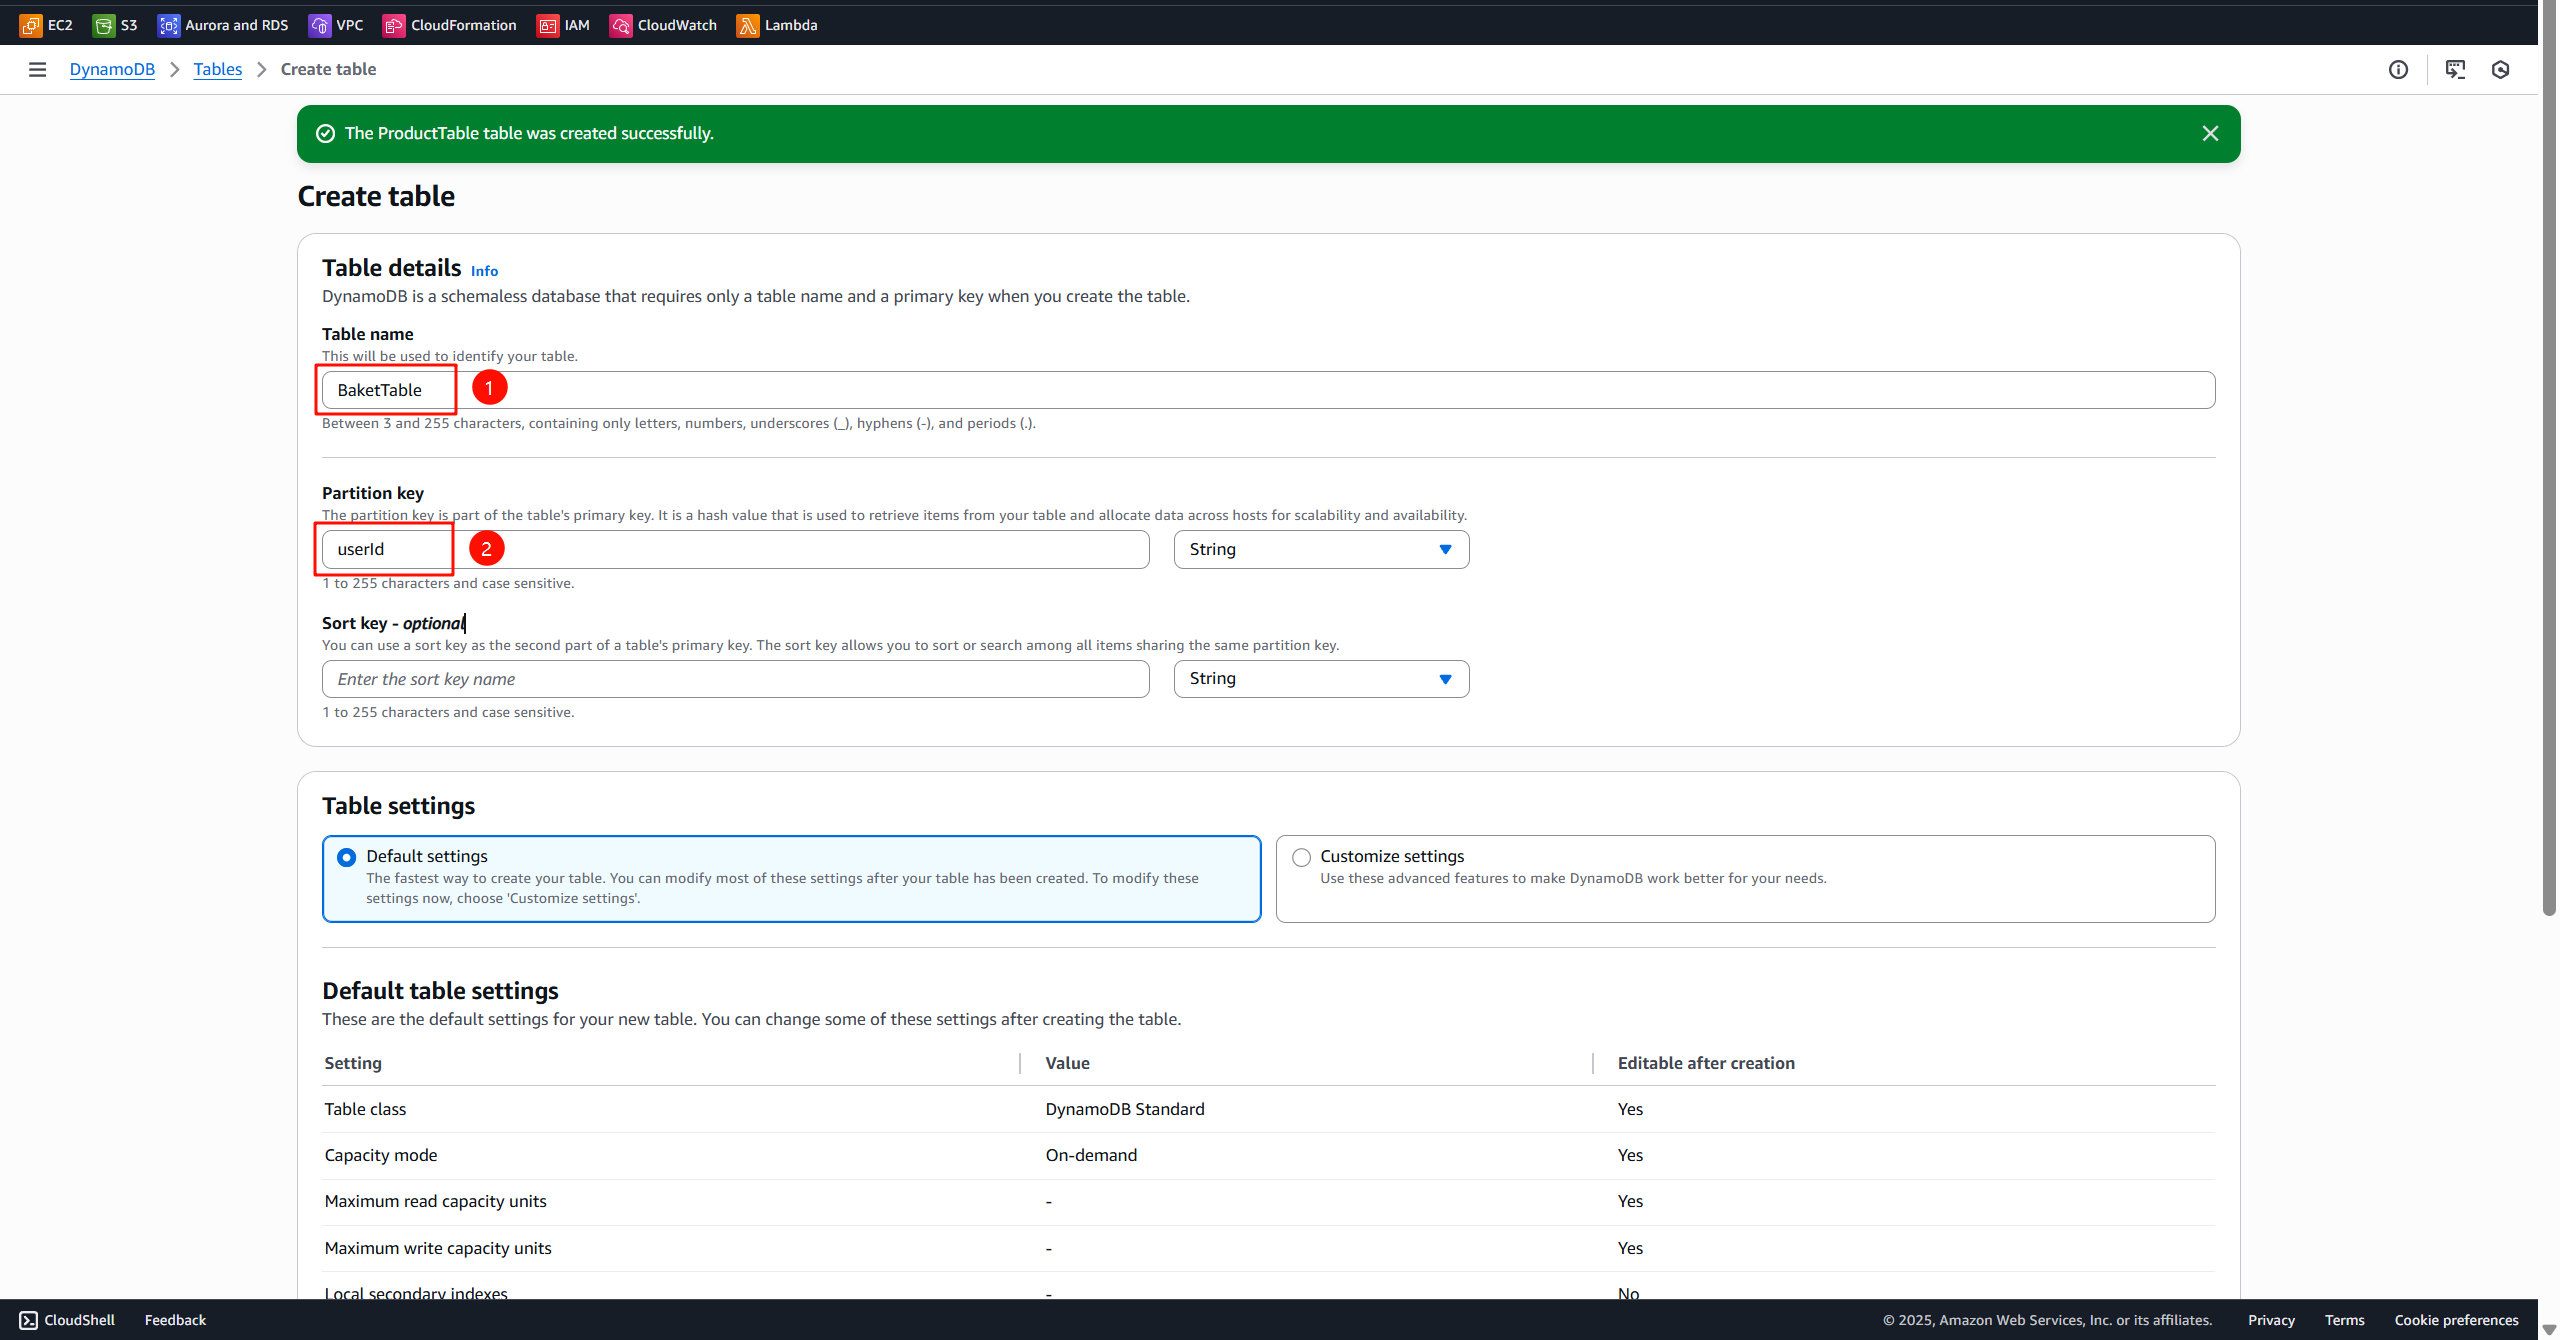 EC2 S3 Aurora and RDS VPC CloudFormation IAM CloudWatch Lambda
DynamoDB Tables Create table
The ProductTable table was created successfully.
Create table
Table details Info
DynamoDB is a schemaless database that requires only a table name and a primary key when you create the table.
Table name
This will be used to identify your table.
BaketTable 1
Between 3 and 255 characters, containing only letters, numbers, underscores (_), hyphens (-), and periods (.).
Partition key
The partition key is part of the table's primary key. It is a hash value that is used to retrieve items from your table and allocate data across hosts for scalability and availability.
userId 2 String
1 to 255 characters and case sensitive.
Sort key - optional
You can use a sort key as the second part of a table's primary key. The sort key allows you to sort or search among all items sharing the same partition key.
Enter the sort key name String
1 to 255 characters and case sensitive.
Table settings
Default settings Customize settings
The fastest way to create your table. You can modify most of these settings after your table has been created. To modify these Use these advanced features to make DynamoDB work better for your needs.
settings now, choose 'Customize settings'.
Default table settings
These are the default settings for your new table. You can change some of these settings after creating the table.
Setting Value Editable after creation
Table class DynamoDB Standard Yes
Capacity mode On-demand Yes
Maximum read capacity units - Yes
Maximum write capacity units - Yes
Local secondary indexes - No
CloudShell Feedback © 2025, Amazon Web Services, Inc. or its affiliates. Privacy Terms Cookie preferences